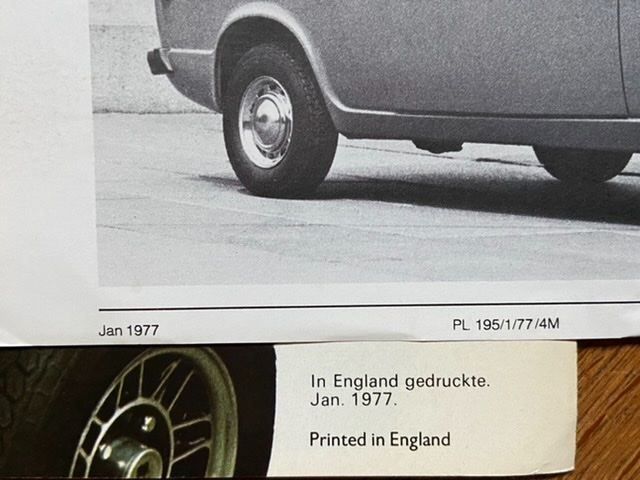 Jan 1977
PL 195/1/77/4M
In England gedruckte.
Jan. 1977.
Printed in England